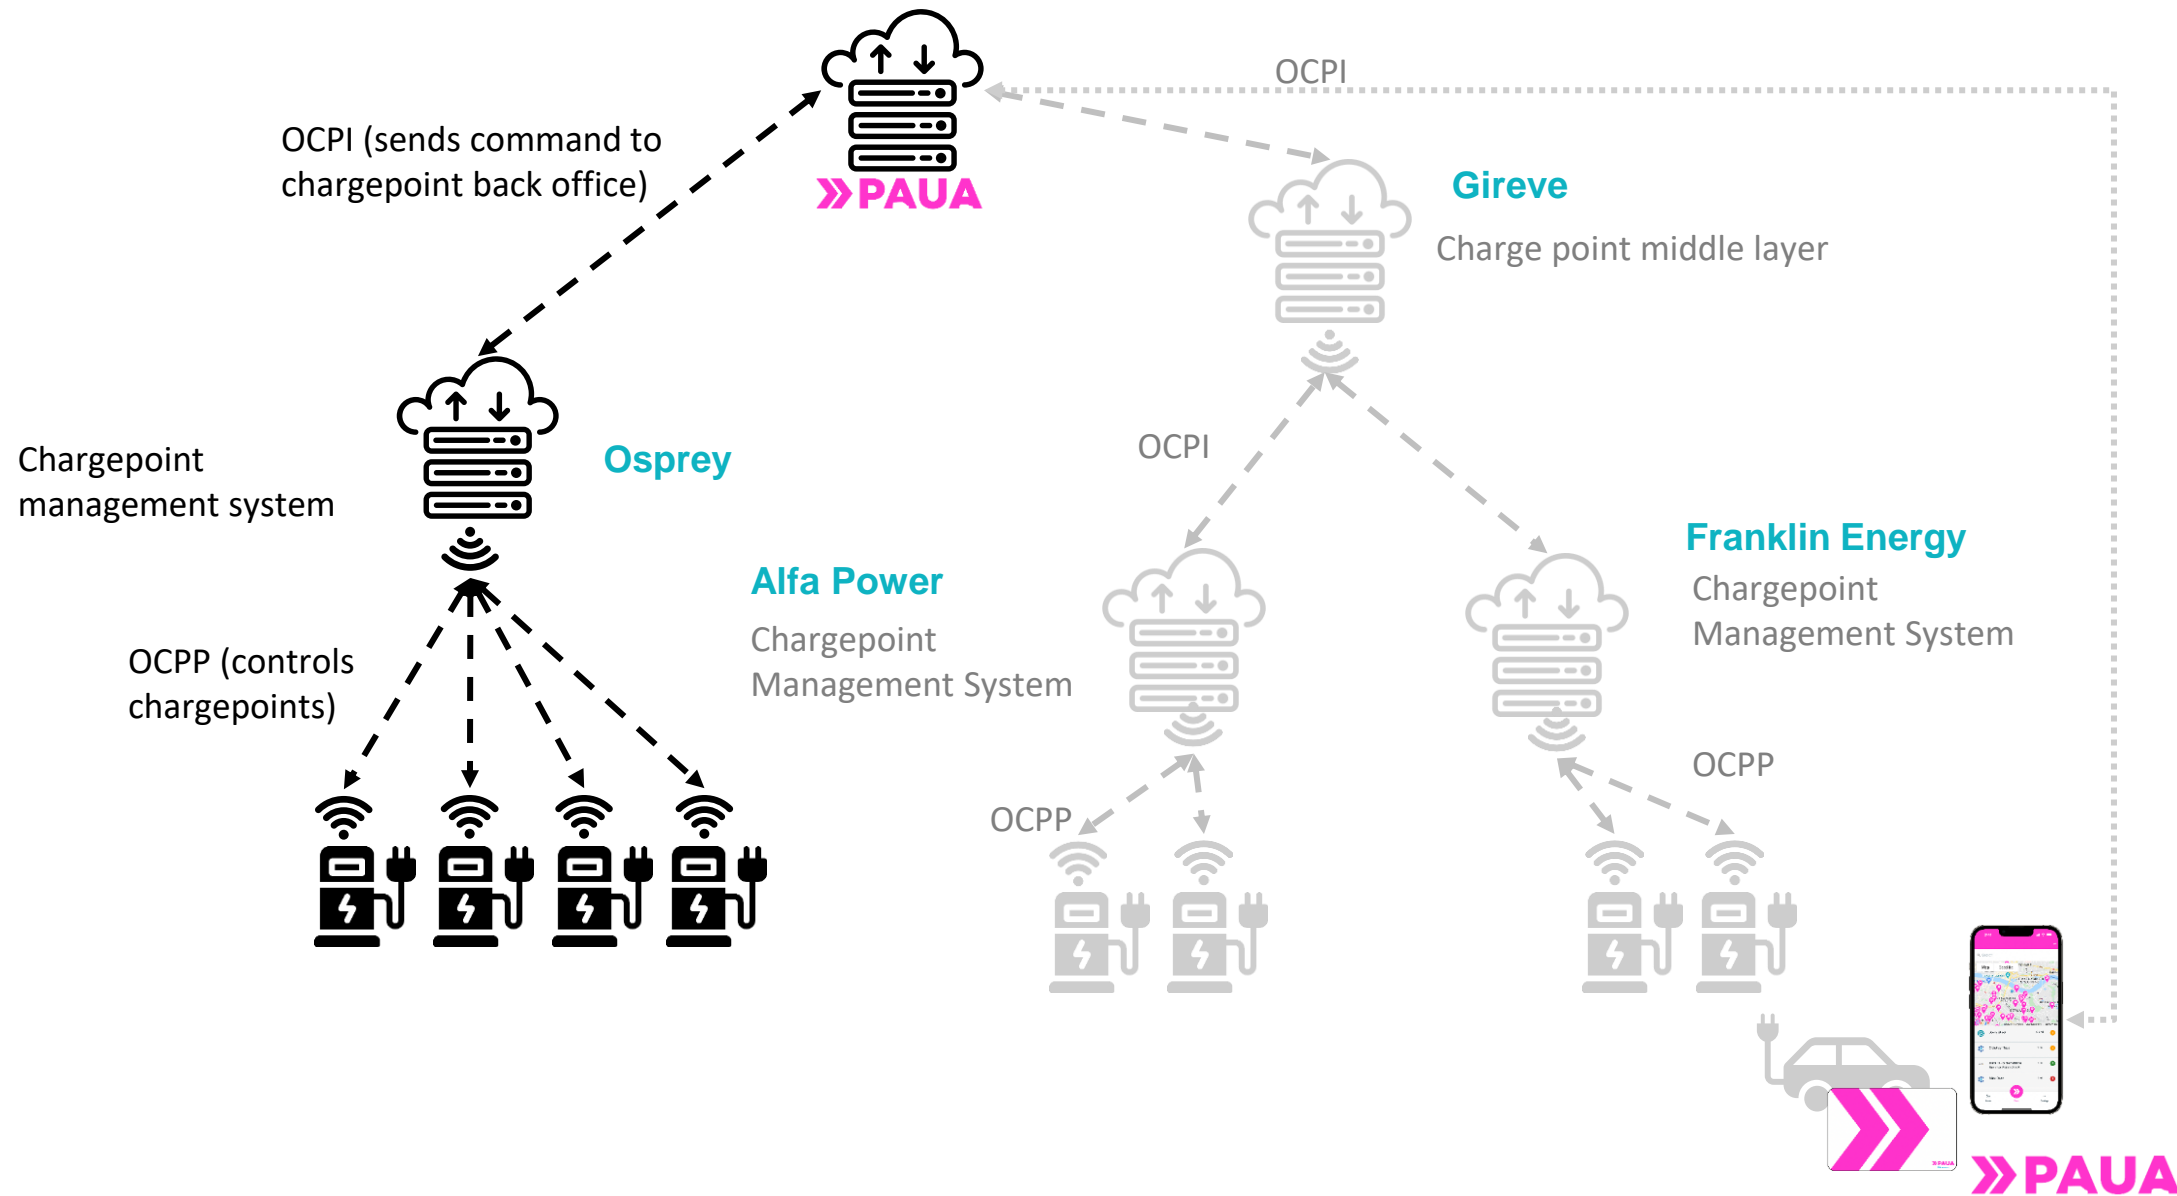 OCPI
OCPI (sends command to
chargepoint back office)
PAUA
Gireve
Charge point middle layer
OCPI
Chargepoint
management system
Osprey
Franklin Energy
Chargepoint
Management System
Alfa Power
Chargepoint
Management System
OCPP (controls
chargepoints)
OCPP
OCPP
PAUA
PAUA